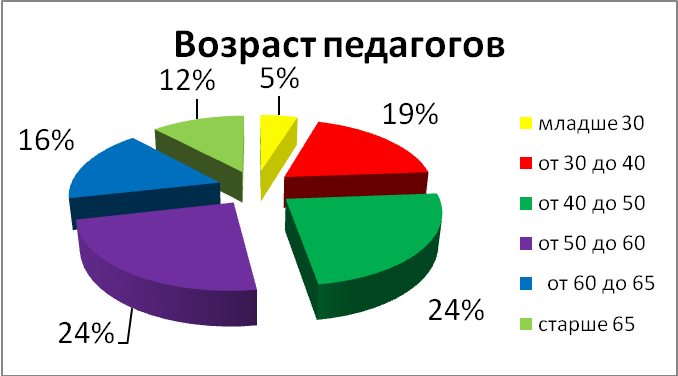 Возраст педагогов
12%
5%
19%
16%
24%
24%
младше 30
от 30 до 40
от 40 до 50
от 50 до 60
от 60 до 65
старше 65